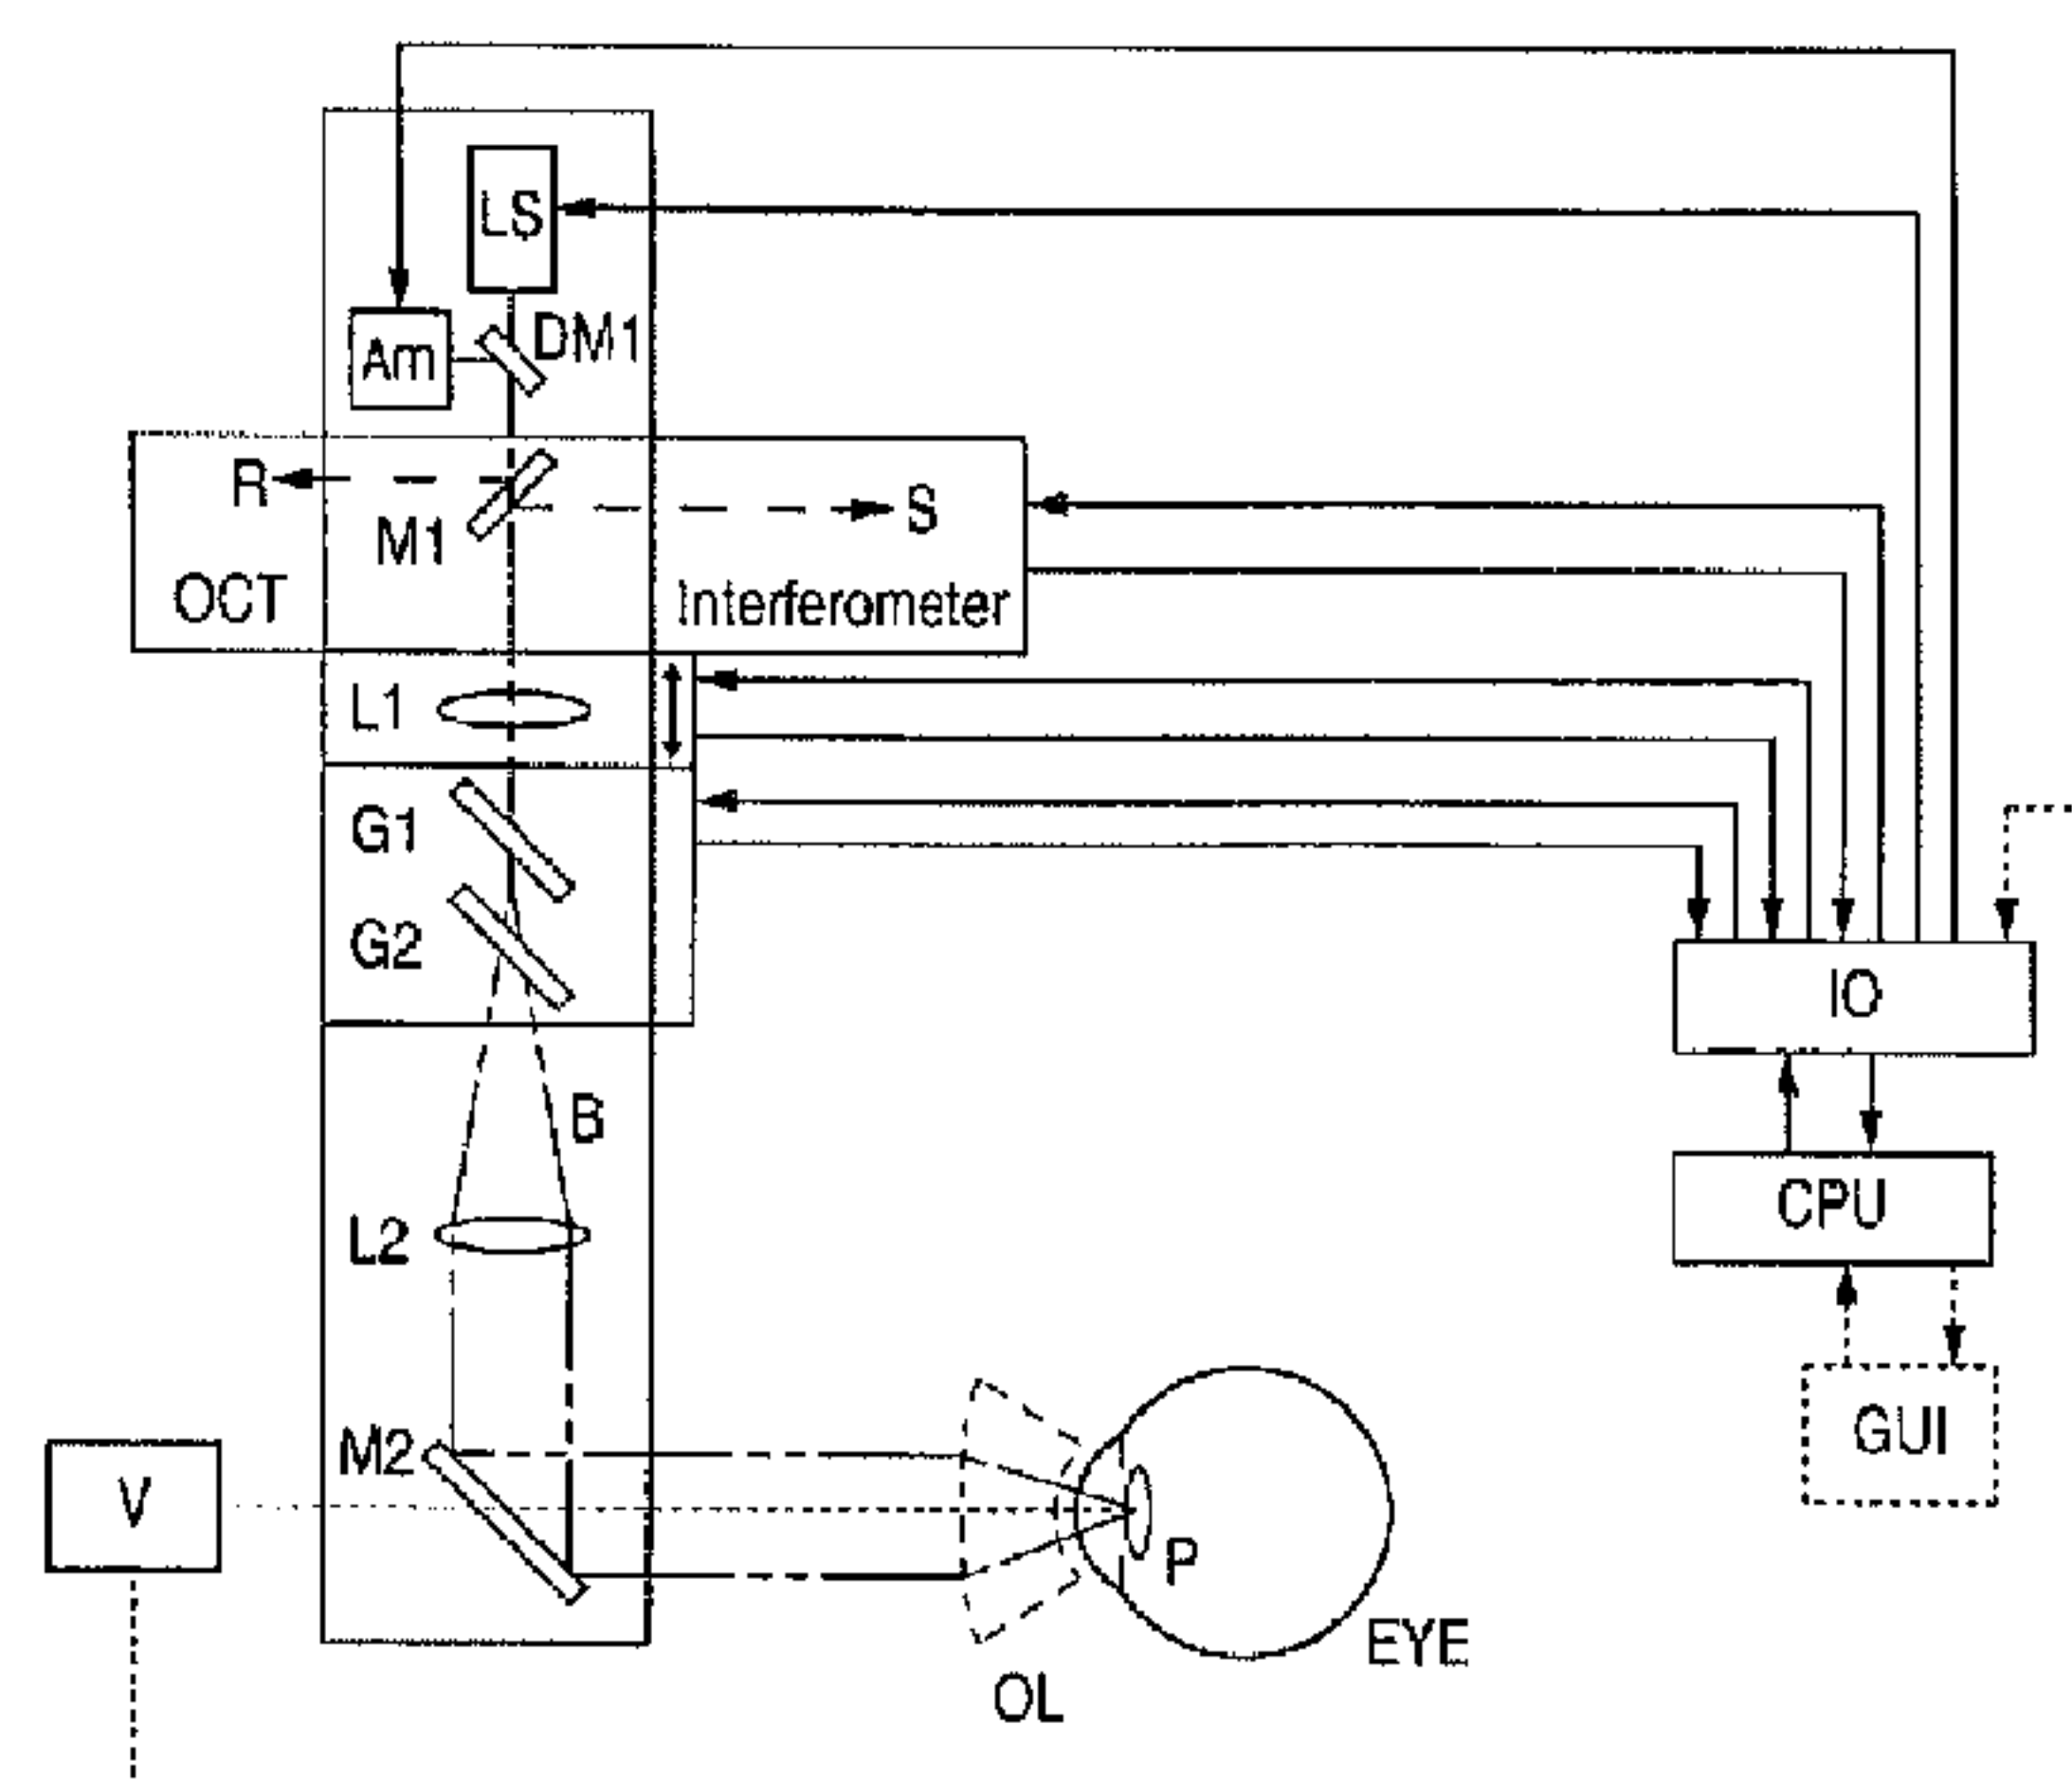 LS
DM1
Am
R
S
M1
OCT
Interferometer
L1
G1
G2
IO
B
CPU
L2
GUI
M2
V
P
EYE
OL